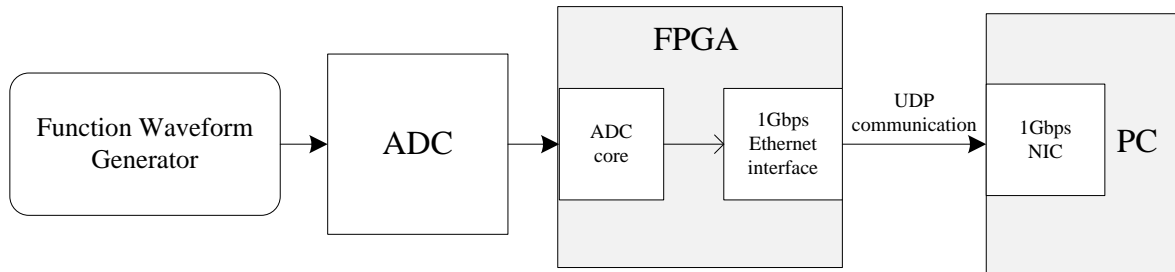 Function Waveform
Generator
ADC
FPGA
ADC
core
1Gbps
Ethernet
interface
UDP
communication
1Gbps
NIC
PC